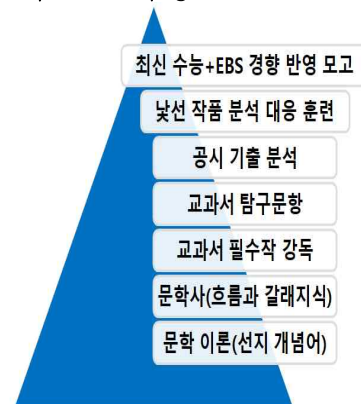 최신 수능+EBS 경향 반영 모고
낯선 작품 분석 대응 훈련
공시 기출 분석
교과서 탐구문항
교과서 필수작 강독
문학사(흐름과 갈래지식)
문학 이론(선지 개념어)